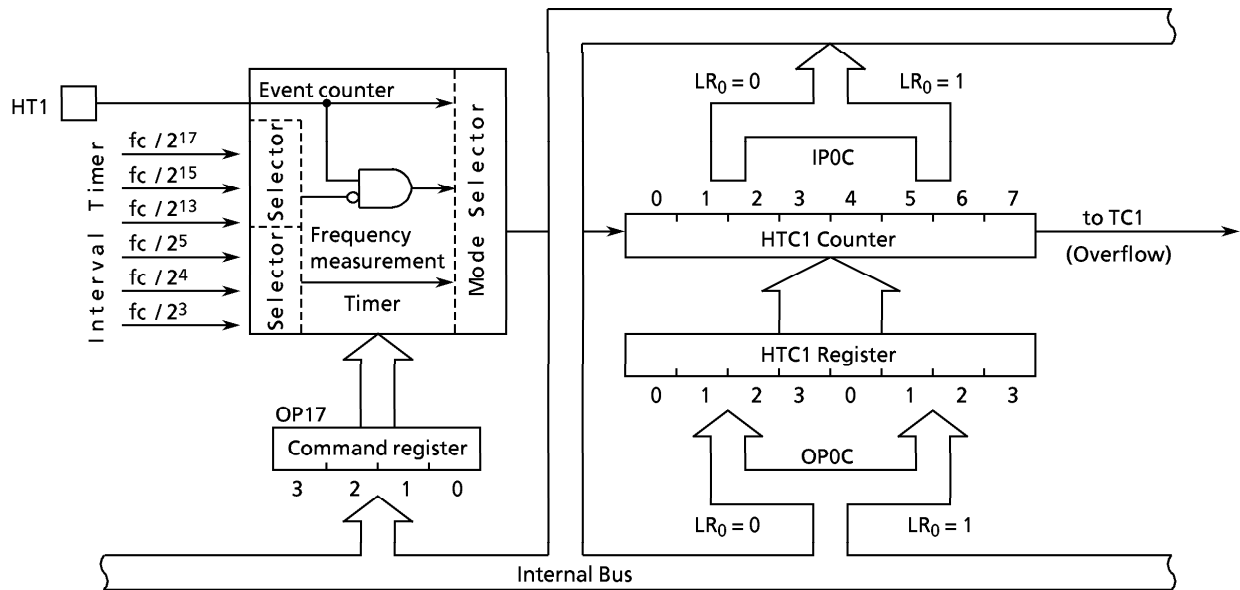 HT1
Interval Timer
fc / 2¹⁷
fc / 2¹⁵
fc / 2¹³
fc / 2⁵
fc / 2⁴
fc / 2³
Event counter
Selector
Selector
Frequency
measurement
Timer
Mode Selector
OP17
Command register
3 2 1 0
LR₀ = 0
LR₀ = 1
IP0C
0 1 2 3 4 5 6 7
HTC1 Counter
to TC1
(Overflow)
HTC1 Register
0 1 2 3 0 1 2 3
OP0C
LR₀ = 0
LR₀ = 1
Internal Bus